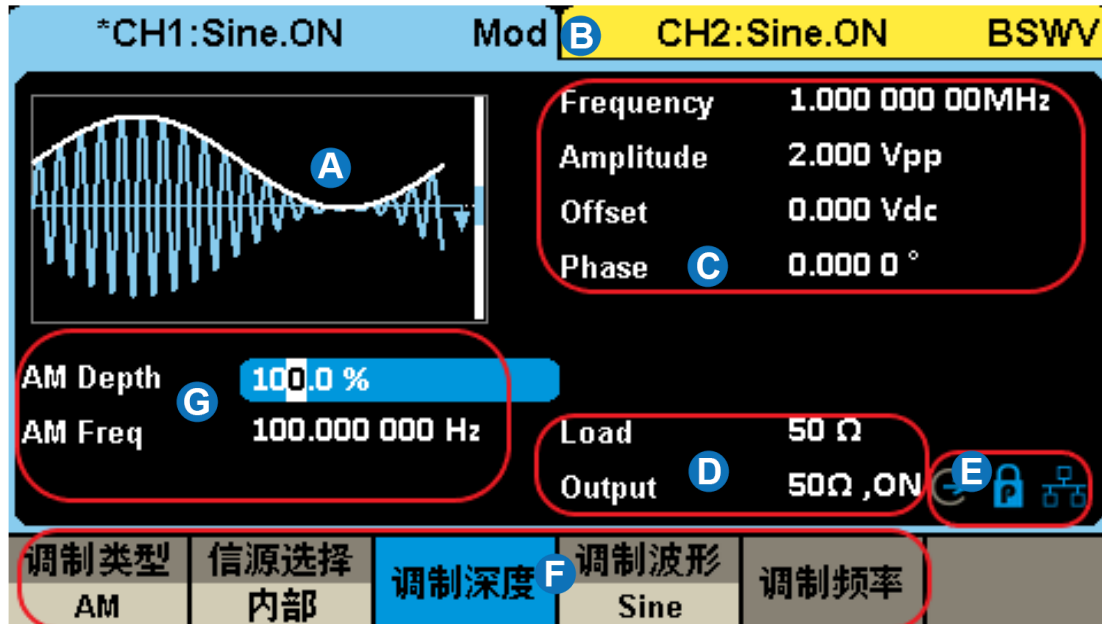 *CH1:Sine.ON Mod B CH2:Sine.ON BSWV
A
Frequency 1.000 000 00MHz
Amplitude 2.000 Vpp
Offset 0.000 Vdc
Phase C 0.000 0 °
AM Depth 100.0 %
G
AM Freq 100.000 000 Hz
Load 50 Ω
D
E
Output 50Ω ,ON
P
调制类型 信源选择 调制深度 F 调制波形 调制频率
AM 内部 Sine